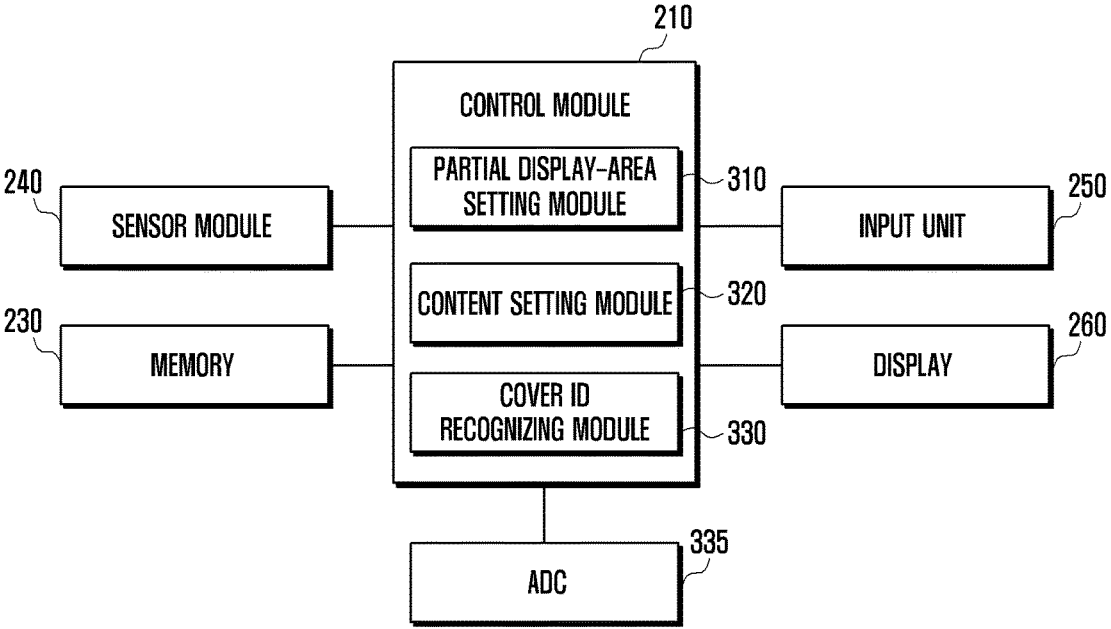 210
CONTROL MODULE
PARTIAL DISPLAY-AREA
SETTING MODULE
310
240
SENSOR MODULE
250
INPUT UNIT
CONTENT SETTING MODULE
320
230
MEMORY
260
DISPLAY
COVER ID
RECOGNIZING MODULE
330
335
ADC